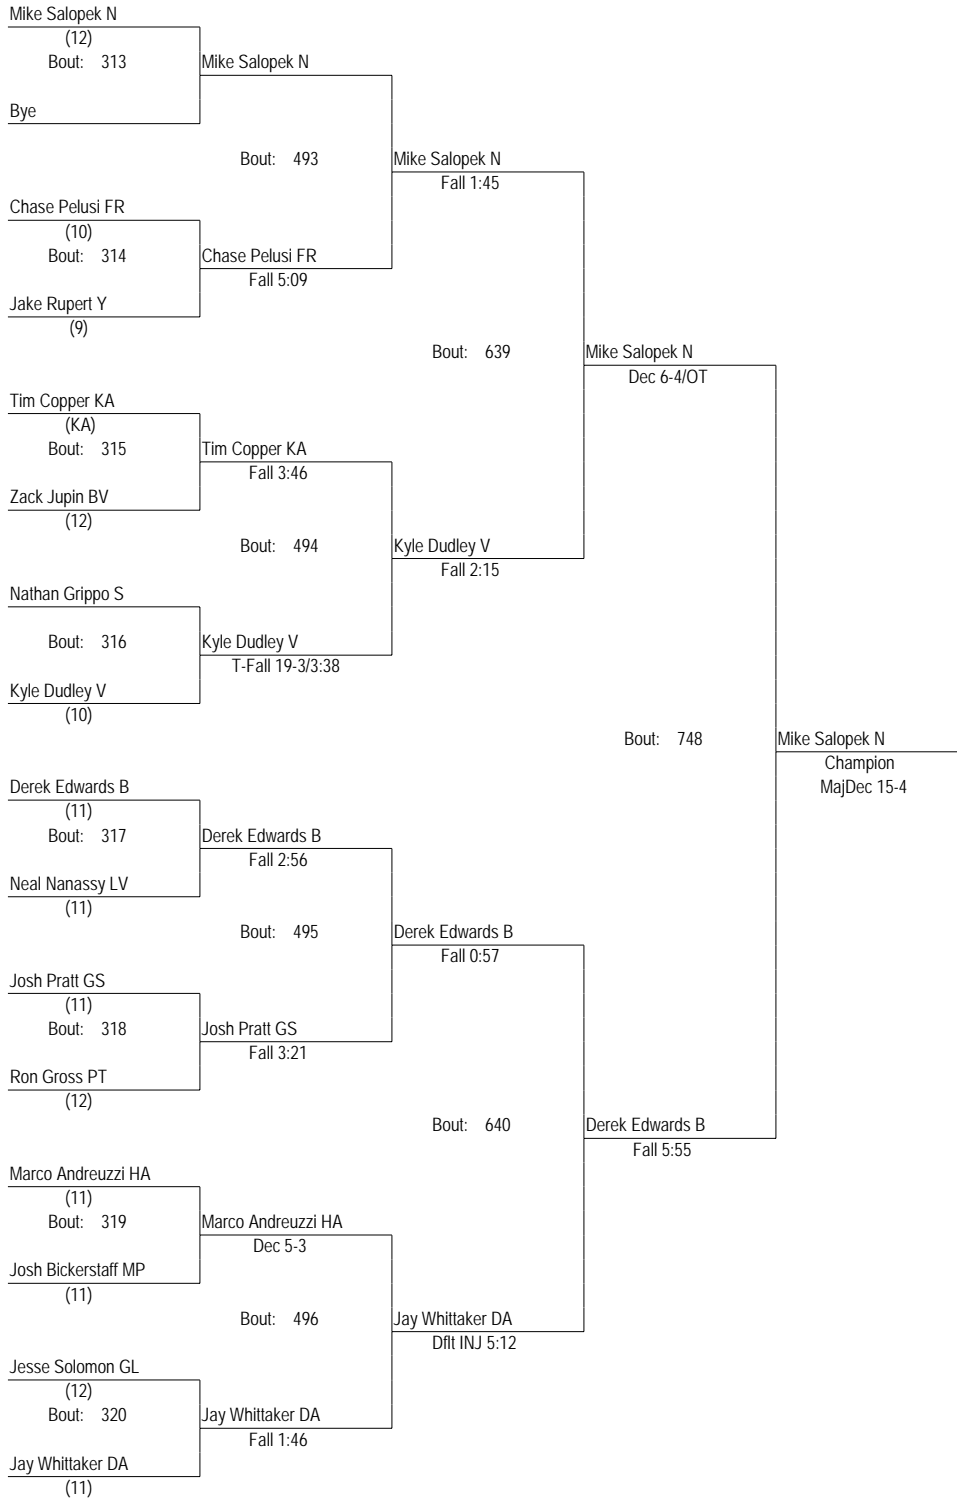 Mike Salopek N
(12)
Bout: 313
Mike Salopek N
Bye
Bout: 493
Mike Salopek N
Fall 1:45
Chase Pelusi FR
(10)
Bout: 314
Chase Pelusi FR
Fall 5:09
Jake Rupert Y
(9)
Bout: 639
Mike Salopek N
Dec 6-4/OT
Tim Copper KA
(KA)
Bout: 315
Tim Copper KA
Fall 3:46
Zack Jupin BV
(12)
Bout: 494
Kyle Dudley V
Fall 2:15
Nathan Grippo S
Bout: 316
Kyle Dudley V
T-Fall 19-3/3:38
Kyle Dudley V
(10)
Bout: 748
Mike Salopek N
Champion
MajDec 15-4
Derek Edwards B
(11)
Bout: 317
Derek Edwards B
Fall 2:56
Neal Nanassy LV
(11)
Bout: 495
Derek Edwards B
Fall 0:57
Josh Pratt GS
(11)
Bout: 318
Josh Pratt GS
Fall 3:21
Ron Gross PT
(12)
Bout: 640
Derek Edwards B
Fall 5:55
Marco Andreuzzi HA
(11)
Bout: 319
Marco Andreuzzi HA
Dec 5-3
Josh Bickerstaff MP
(11)
Bout: 496
Jay Whittaker DA
Dflt INJ 5:12
Jesse Solomon GL
(12)
Bout: 320
Jay Whittaker DA
Fall 1:46
Jay Whittaker DA
(11)